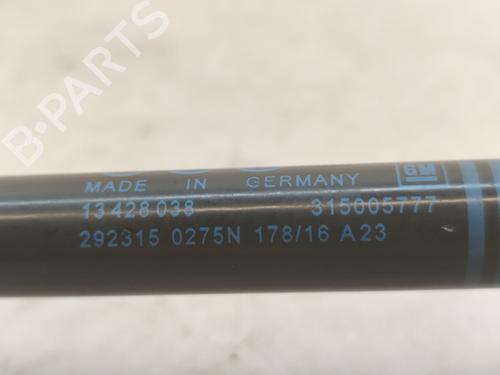 B-PARTS
MADE IN GERMANY
GM
13 428 038 315005777
292315 0275N 178/16 A23